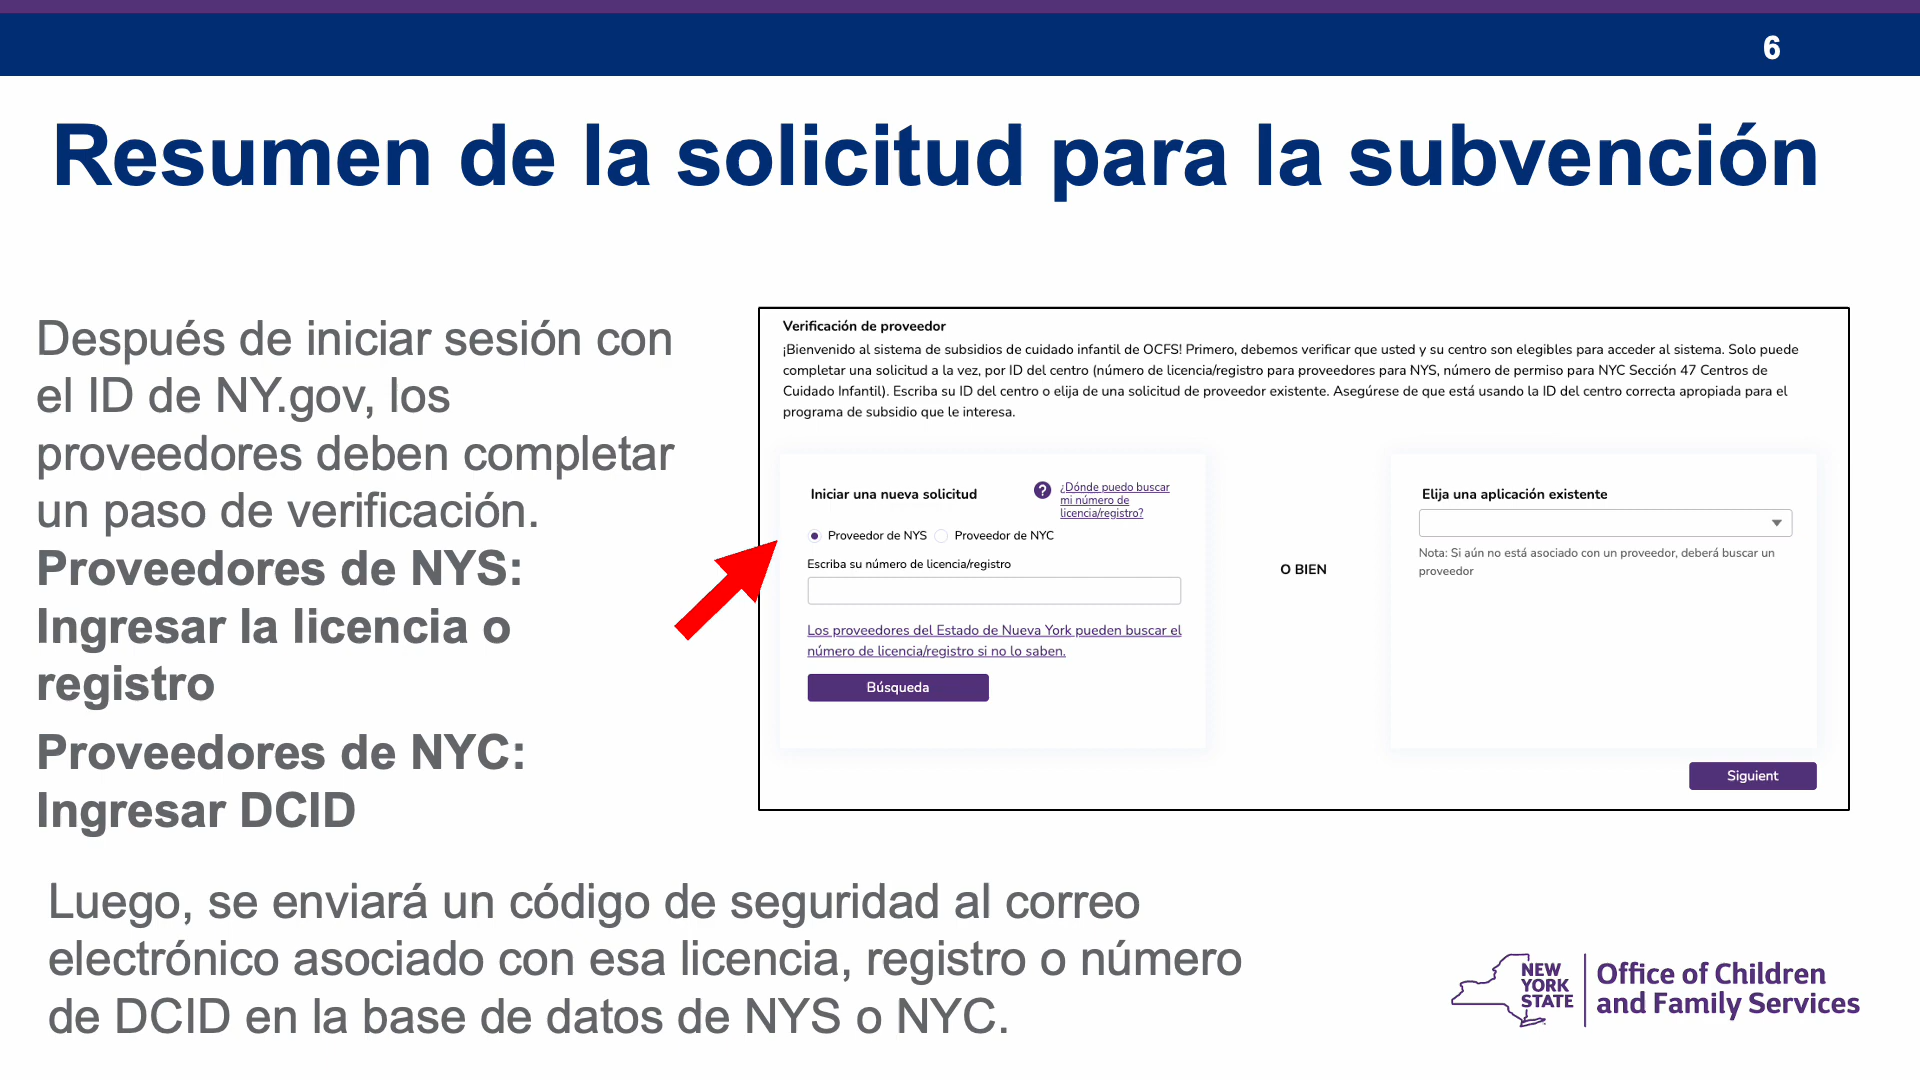 6
Resumen de la solicitud para la subvención
Después de iniciar sesión con
el ID de NY.gov, los
proveedores deben completar
un paso de verificación.
Proveedores de NYS:
Ingresar la licencia o
registro
Proveedores de NYC:
Ingresar DCID
Verificación de proveedor
¡Bienvenido al sistema de subsidios de cuidado infantil de OCFS! Primero, debemos verificar que usted y su centro son elegibles para acceder al sistema. Solo puede
completar una solicitud a la vez, por ID del centro (número de licencia/registro para proveedores para NYS, número de permiso para NYC Sección 47 Centros de
Cuidado Infantil). Escriba su ID del centro o elija de una solicitud de proveedor existente. Asegúrese de que está usando la ID del centro correcta apropiada para el
programa de subsidio que le interesa.
Iniciar una nueva solicitud
?
¿Dónde puedo buscar
mi número de
licencia/registro?
Proveedor de NYS Proveedor de NYC
Escriba su número de licencia/registro
Los proveedores del Estado de Nueva York pueden buscar el
número de licencia/registro si no lo saben.
Búsqueda
O BIEN
Elija una aplicación existente
Nota: Si aún no está asociado con un proveedor, deberá buscar un
proveedor
Siguient
Luego, se enviará un código de seguridad al correo
electrónico asociado con esa licencia, registro o número
de DCID en la base de datos de NYS o NYC.
NEW
YORK
STATE
Office of Children
and Family Services